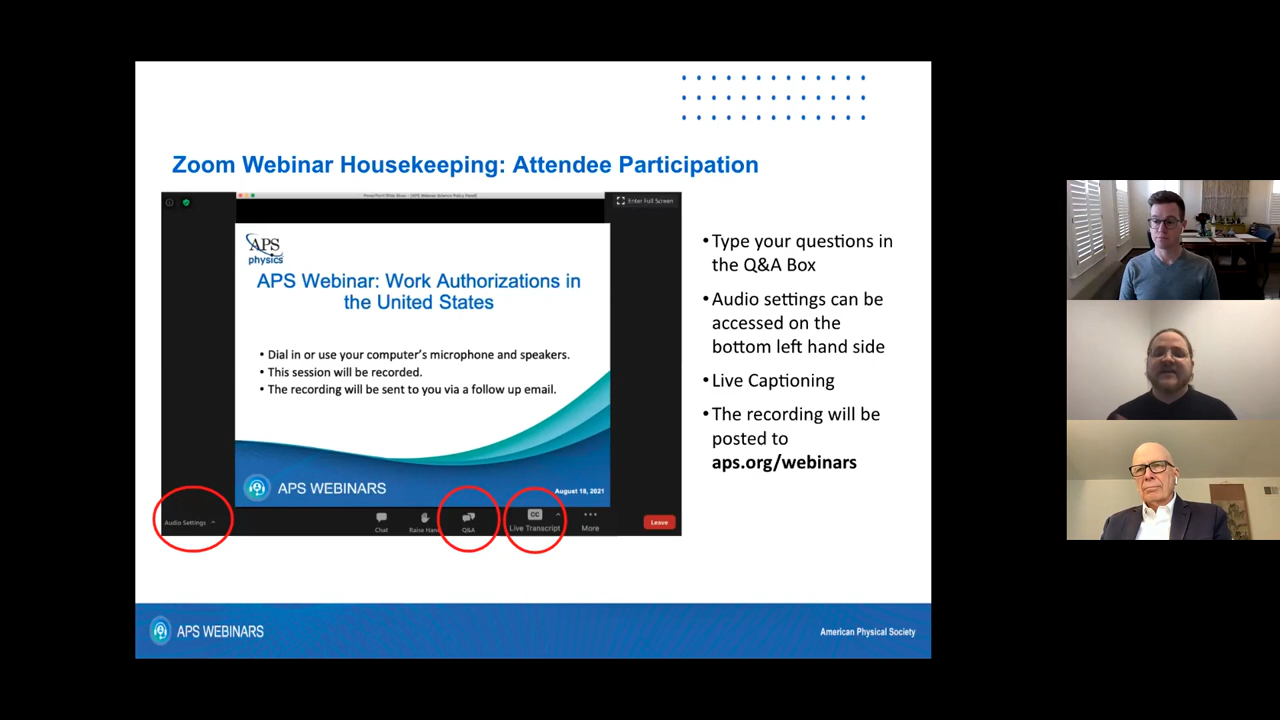 Zoom Webinar Housekeeping: Attendee Participation
Enter Full Screen
APS
physics
APS Webinar: Work Authorizations in
the United States
• Dial in or use your computer's microphone and speakers.
• This session will be recorded.
• The recording will be sent to you via a follow up email.
APS WEBINARS
August 18, 2021
Audio Settings
Chat
Raise Hand
Q&A
CC
Live Transcript
More
Leave
• Type your questions in
the Q&A Box
• Audio settings can be
accessed on the
bottom left hand side
• Live Captioning
• The recording will be
posted to
aps.org/webinars
APS WEBINARS
American Physical Society